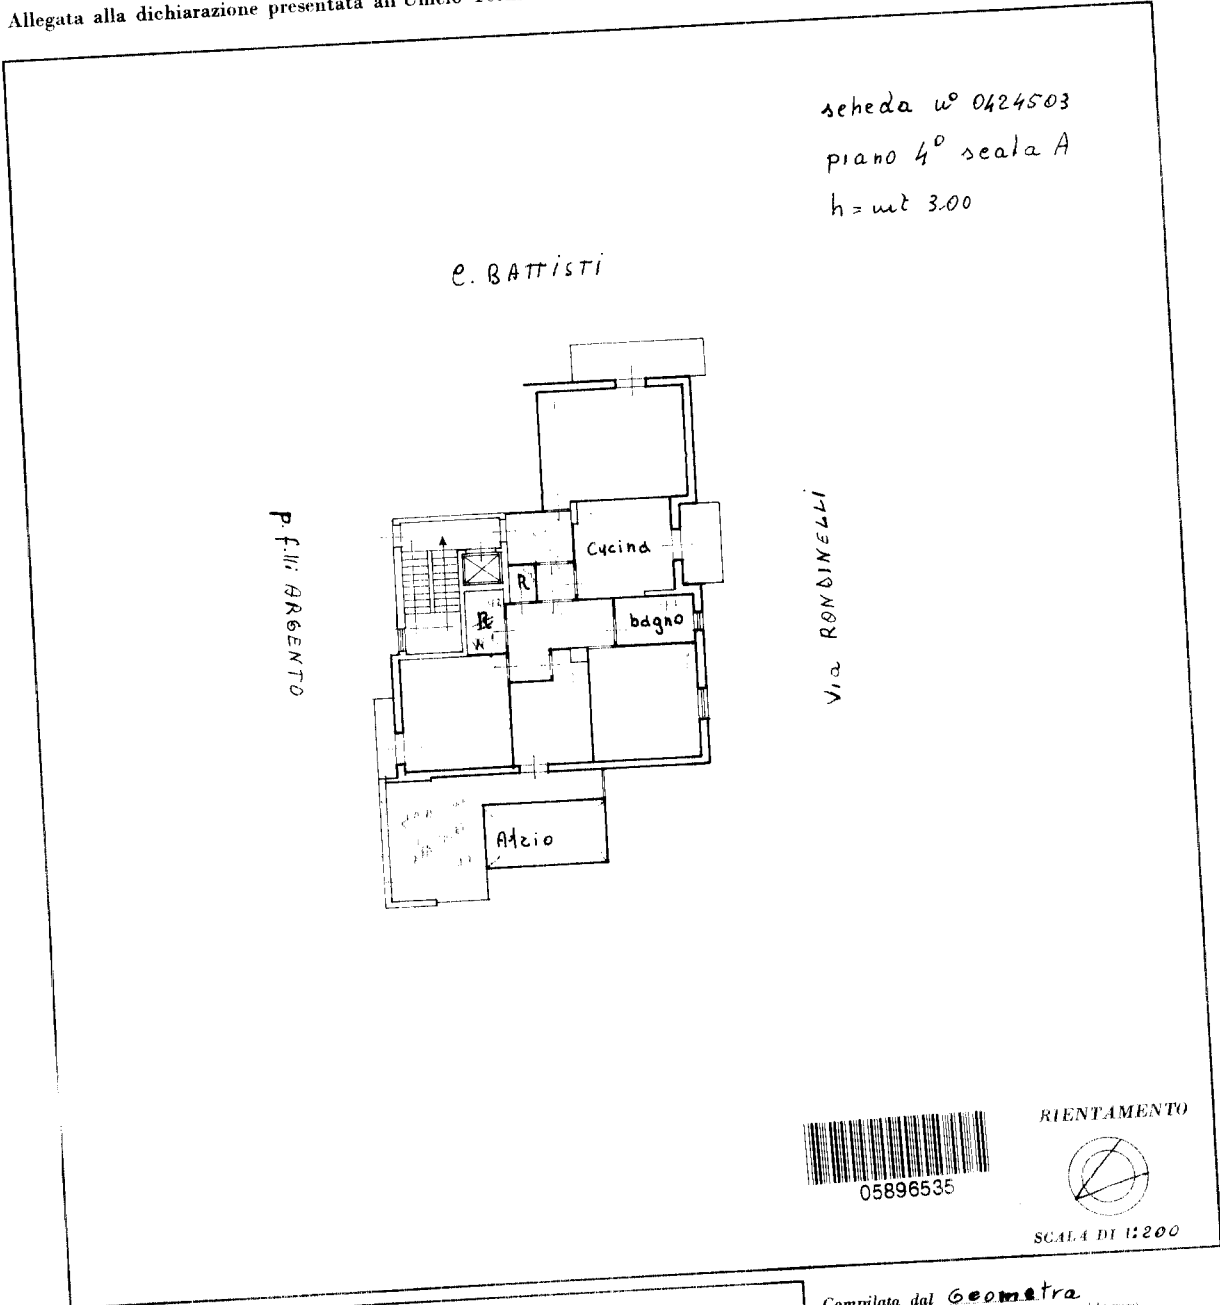 Allegata alla dichiarazione presentata all'Ufficio
scheda n° 0424503
piano 4° scala A
h = mt 3.00
C. BATTISTI
p. f.lli ARGENTO
Via RONDINELLI
Cucina
R
bagno
Atrio
RIENTAMENTO
05896535
SCALA DI 1:200
Compilata dal Geometra